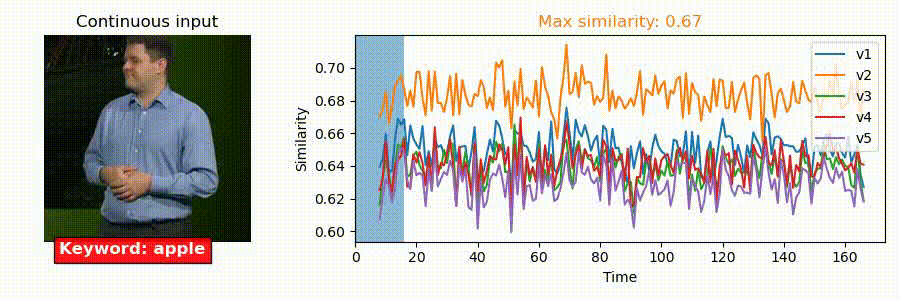 Continuous input
Keyword: apple
Max similarity: 0.67
Similarity
0.70
0.68
0.66
0.64
0.62
0.60
0 20 40 60 80 100 120 140 160
Time
v1
v2
v3
v4
v5